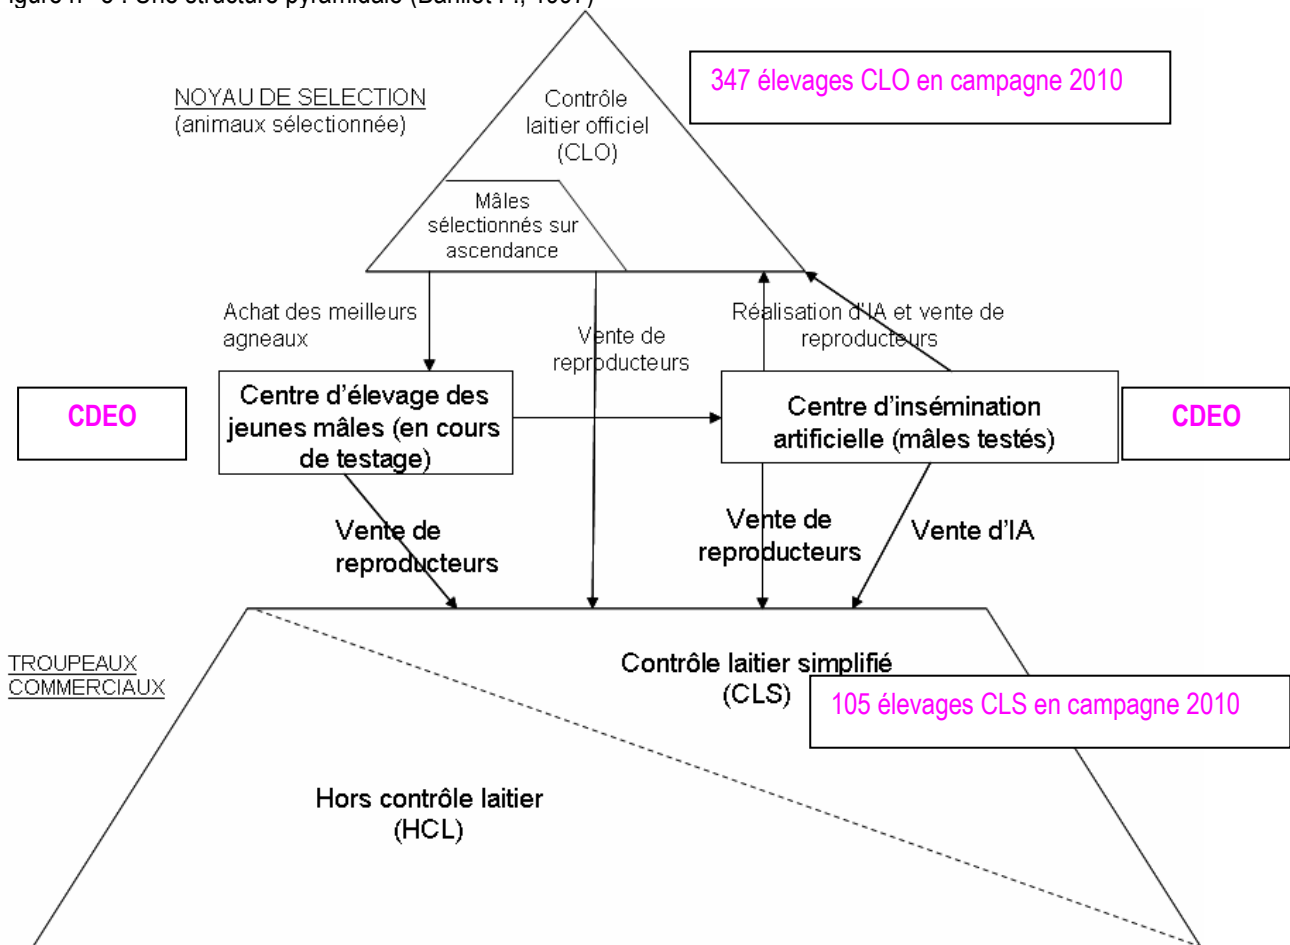 347 élevages CLO en campagne 2010
NOYAU DE SELECTION
(animaux sélectionnée)
Contrôle
laitier officiel
(CLO)
Mâles
sélectionnés sur
ascendance
Achat des meilleurs
agneaux
Vente de
reproducteurs
Réalisation d'IA et vente de
reproducteurs
CDEO
Centre d'élevage des
jeunes mâles (en cours
de testage)
Centre d'insémination
artificielle (mâles testés)
CDEO
Vente de
reproducteurs
Vente de
reproducteurs
Vente d'IA
TROUPEAUX
COMMERCIAUX
Contrôle laitier simplifié
(CLS)
105 élevages CLS en campagne 2010
Hors contrôle laitier
(HCL)